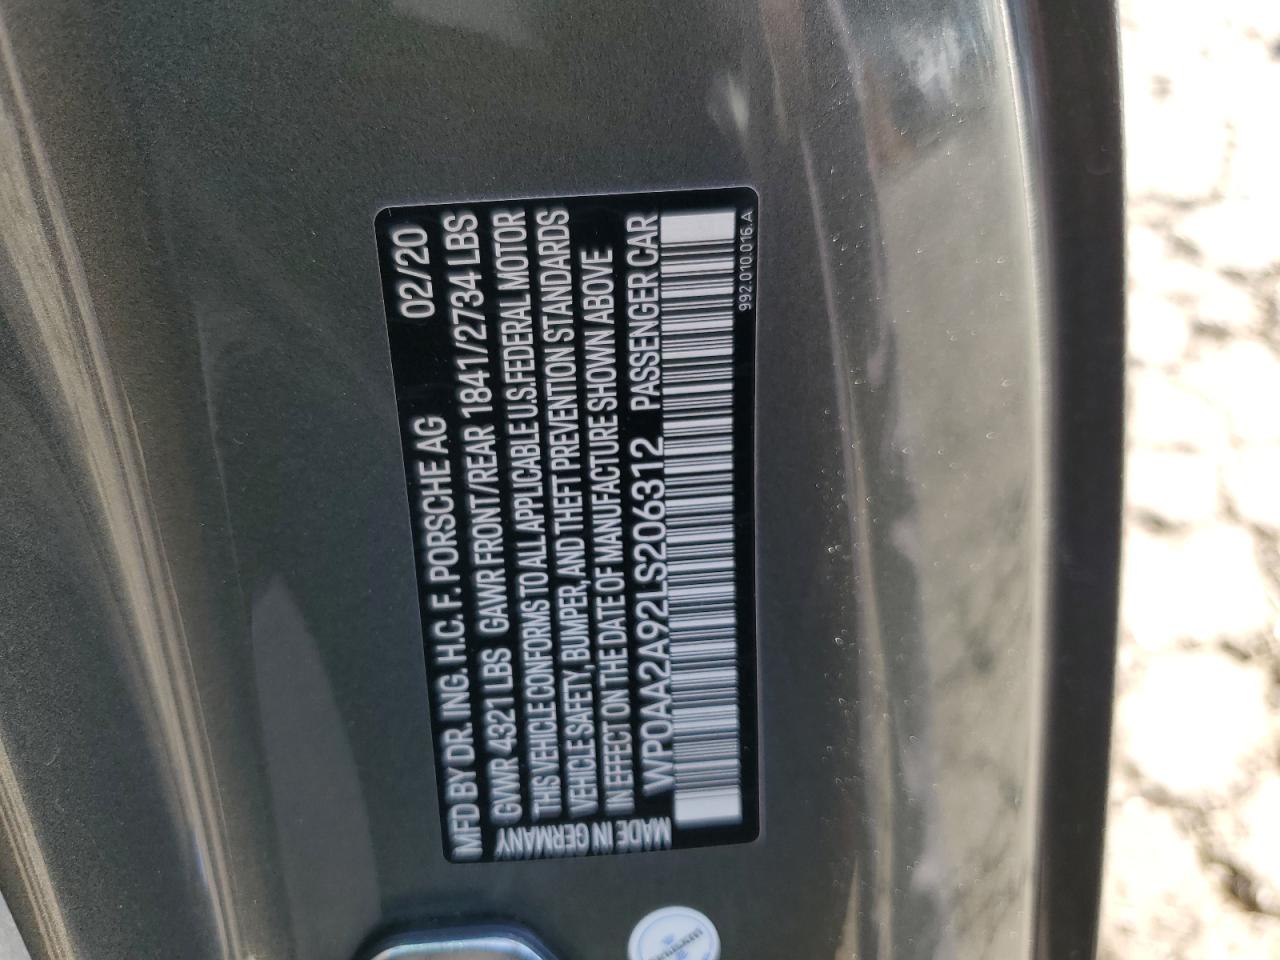 MFD BY DR. ING. H.C. F. PORSCHE AG 02/20
GVWR 4321 LBS GAWR FRONT/REAR 1841/2734 LBS
THIS VEHICLE CONFORMS TO ALL APPLICABLE U.S. FEDERAL MOTOR
VEHICLE SAFETY, BUMPER, AND THEFT PREVENTION STANDARDS
IN EFFECT ON THE DATE OF MANUFACTURE SHOWN ABOVE
WP0AA2A92LS206312 PASSENGER CAR
MADE IN GERMANY
992.010.016.A